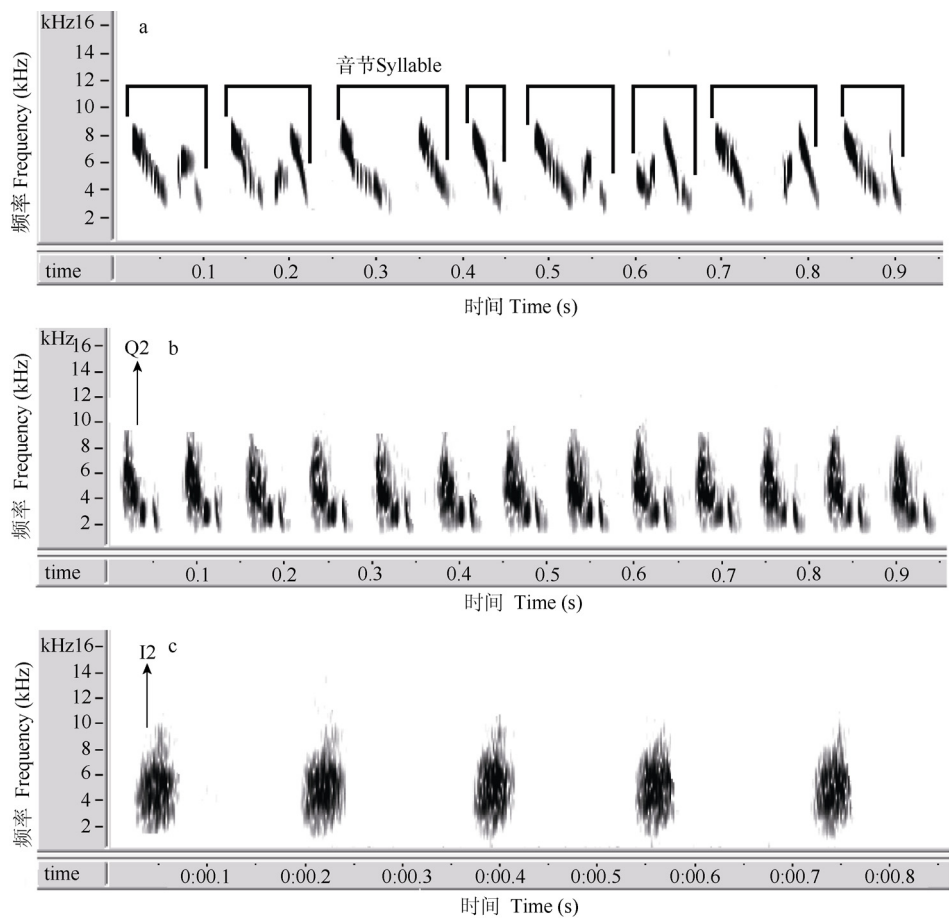 kHz16
a
14
音节Syllable
12
10
8
6
4
2
频率 Frequency (kHz)
time 0.1 0.2 0.3 0.4 0.5 0.6 0.7 0.8 0.9
时间 Time (s)
kHz16
Q2 b
14
12
10
8
6
4
2
频率 Frequency (kHz)
time 0.1 0.2 0.3 0.4 0.5 0.6 0.7 0.8 0.9
时间 Time (s)
kHz16
I2 c
14
12
10
8
6
4
2
频率 Frequency (kHz)
time 0:00.1 0:00.2 0:00.3 0:00.4 0:00.5 0:00.6 0:00.7 0:00.8
时间 Time (s)